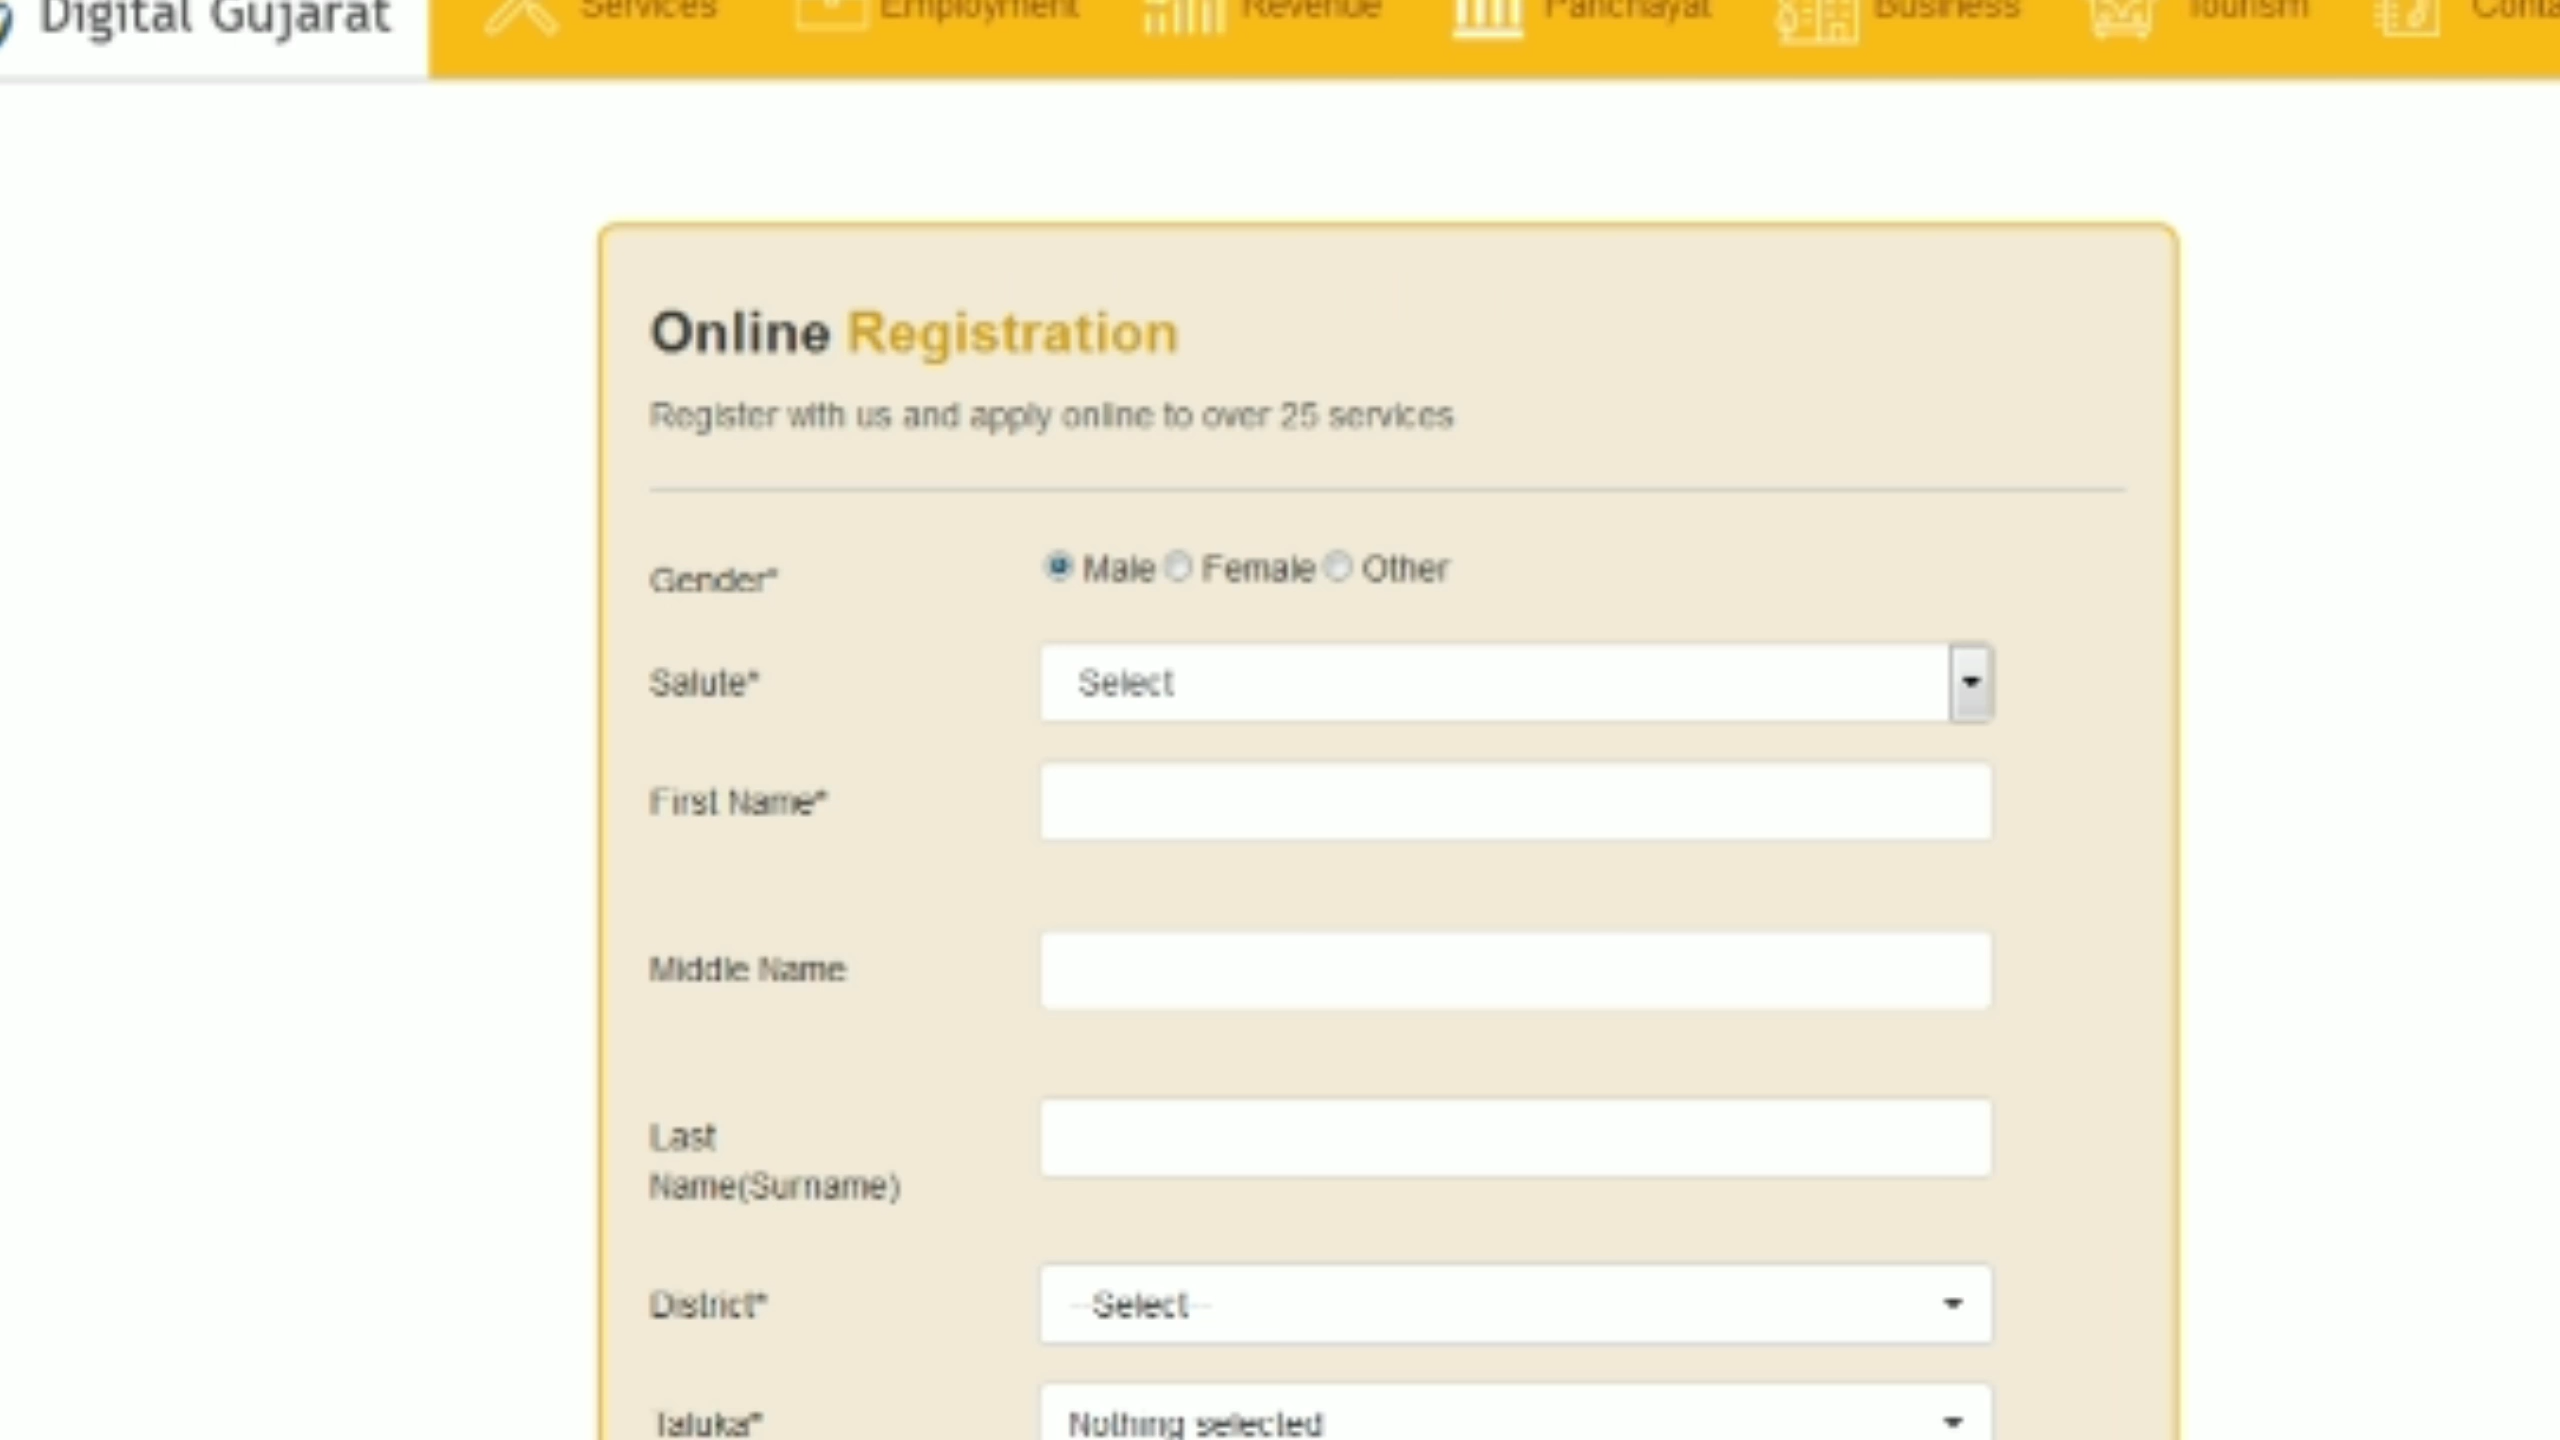 Digital Gujarat
Services Employment Revenue Panchayat Business Tourism
Online Registration
Register with us and apply online to over 25 services
Gender* Male Female Other
Salute* Select
First Name*
Middle Name
Last
Name(Surname)
District* --Select--
Taluka* Nothing selected